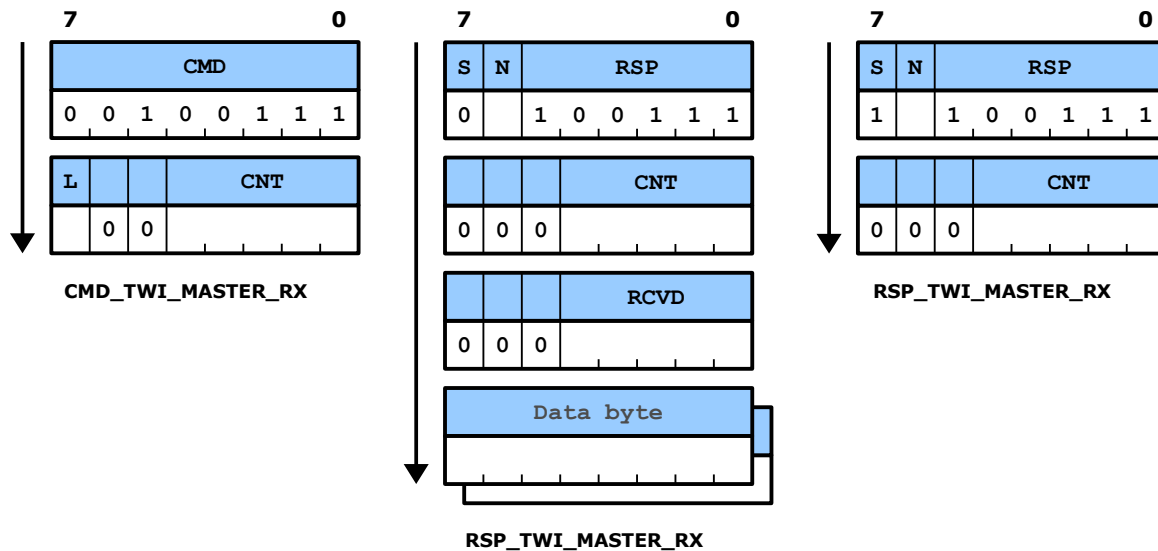 7 0
CMD
0 0 1 0 0 1 1 1
L CNT
0 0
CMD_TWI_MASTER_RX
7 0
S N RSP
0 1 0 0 1 1 1
CNT
0 0 0
RCVD
0 0 0
Data byte
RSP_TWI_MASTER_RX
7 0
S N RSP
1 1 0 0 1 1 1
CNT
0 0 0
RSP_TWI_MASTER_RX